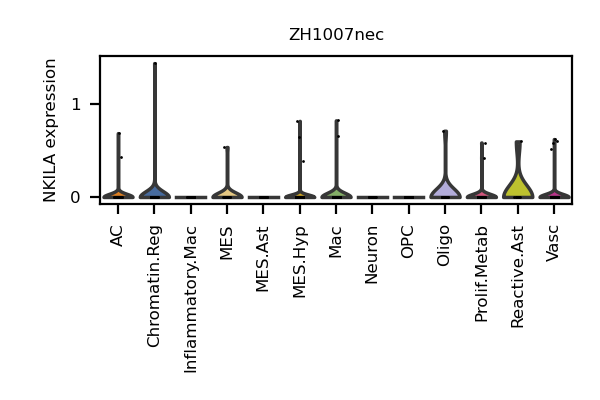 ZH1007nec
NKILA expression
1
0
AC
Chromatin.Reg
Inflammatory.Mac
MES
MES.Ast
MES.Hyp
Mac
Neuron
OPC
Oligo
Prolif.Metab
Reactive.Ast
Vasc